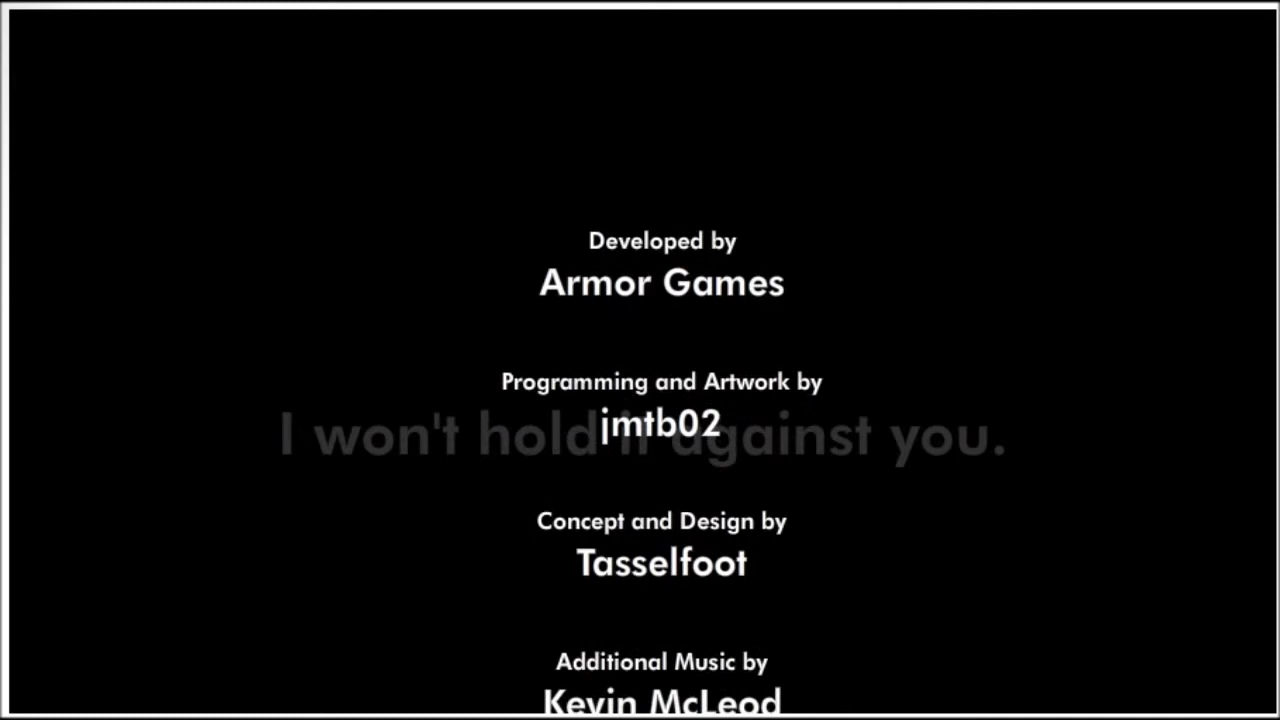 Developed by
Armor Games
Programming and Artwork by
jmtb02
I won't hold it against you.
Concept and Design by
Tasselfoot
Additional Music by
Kevin McLeod